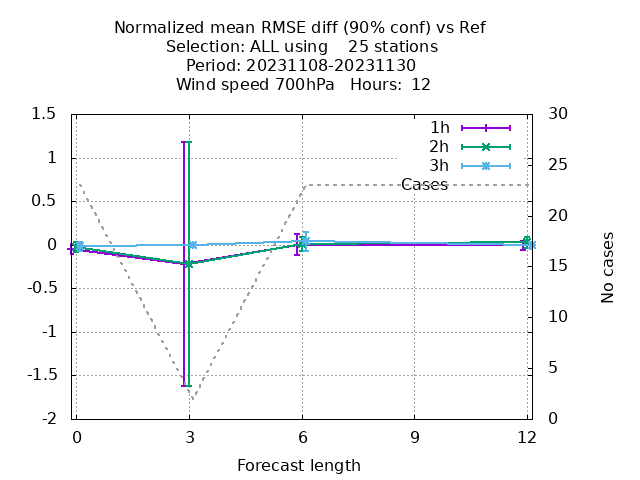 Normalized mean RMSE diff (90% conf) vs Ref
Selection: ALL using    25 stations
Period: 20231108-20231130
Wind speed 700hPa   Hours:  12
1.5
1
0.5
0
-0.5
-1
-1.5
-2
30
25
20
15
10
5
0
1h
2h
3h
Cases
No cases
0
3
6
9
12
Forecast length